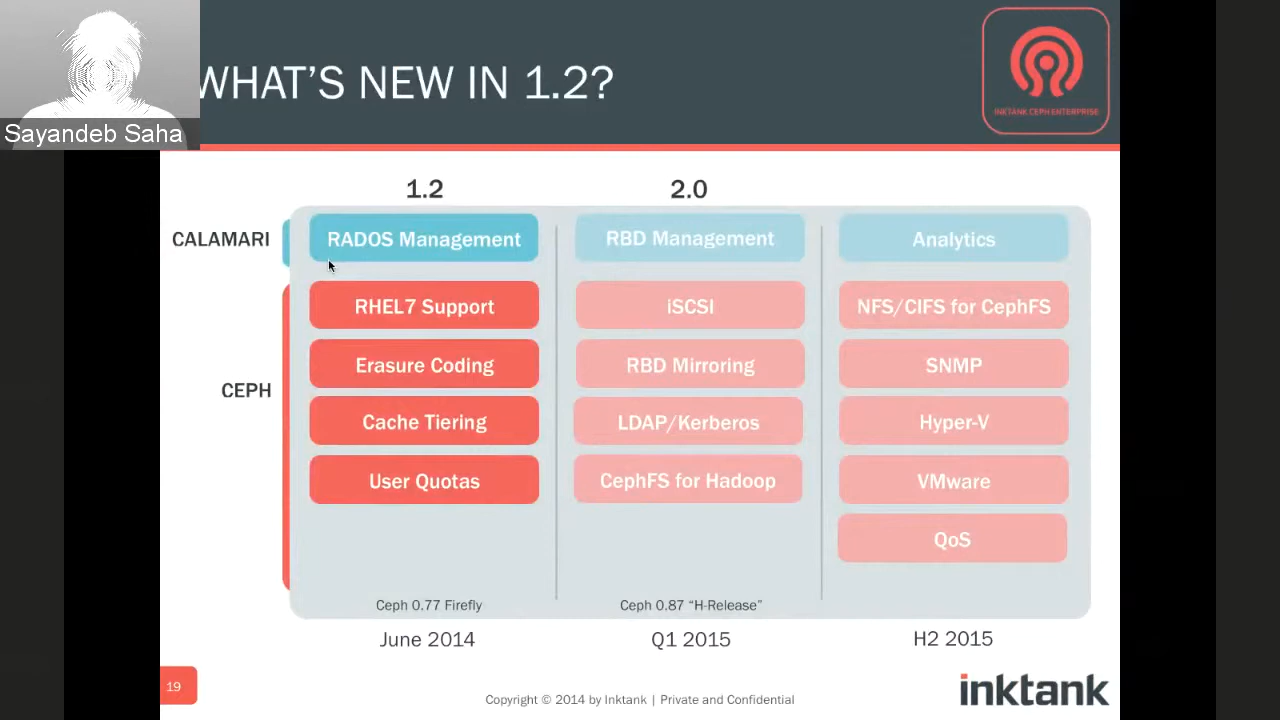 WHAT'S NEW IN 1.2?
INKTANK CEPH ENTERPRISE
Sayandeb Saha
1.2
2.0
CALAMARI
RADOS Management
RBD Management
Analytics
CEPH
RHEL7 Support
iSCSI
NFS/CIFS for CephFS
Erasure Coding
RBD Mirroring
SNMP
Cache Tiering
LDAP/Kerberos
Hyper-V
User Quotas
CephFS for Hadoop
VMware
QoS
Ceph 0.77 Firefly
Ceph 0.87 “H-Release”
June 2014
Q1 2015
H2 2015
19
Copyright © 2014 by Inktank | Private and Confidential
inktank